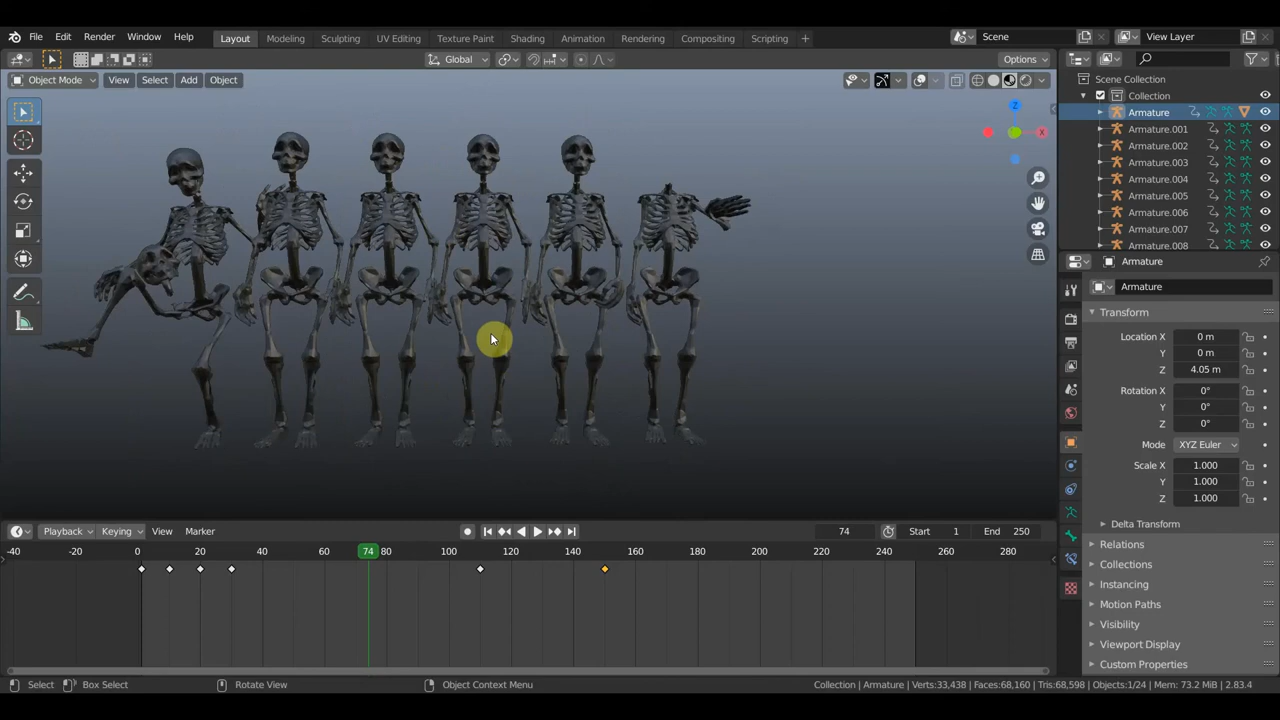 File Edit Render Window Help Layout Modeling Sculpting UV Editing Texture Paint Shading Animation Rendering Compositing Scripting + Scene View Layer
Global Options
Object Mode View Select Add Object
Z
X
Scene Collection
Collection
Armature
Armature.001
Armature.002
Armature.003
Armature.004
Armature.005
Armature.006
Armature.007
Armature.008
Armature
Armature
Transform
Location X 0 m
Y 0 m
Z 4.05 m
Rotation X 0°
Y 0°
Z 0°
Mode XYZ Euler
Scale X 1.000
Y 1.000
Z 1.000
Delta Transform
Relations
Collections
Instancing
Motion Paths
Visibility
Viewport Display
Custom Properties
Playback Keying View Marker 74 Start 1 End 250
-40 -20 0 20 40 60 74 80 100 120 140 160 180 200 220 240 260 280
Select Box Select Rotate View Object Context Menu Collection | Armature | Verts:33,438 | Faces:68,160 | Tris:68,598 | Objects:1/24 | Mem: 73.2 MiB | 2.83.4